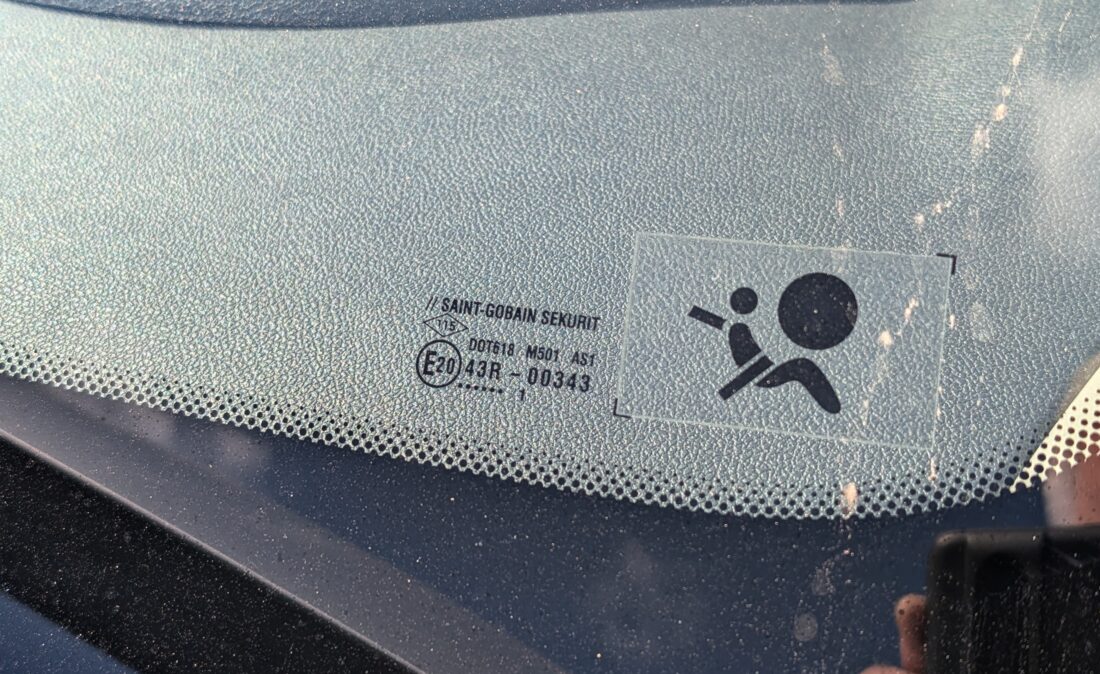 // SAINT-GOBAIN SEKURIT
115
DOT618 M501 AS1
E20 43R - 00343
....... 1